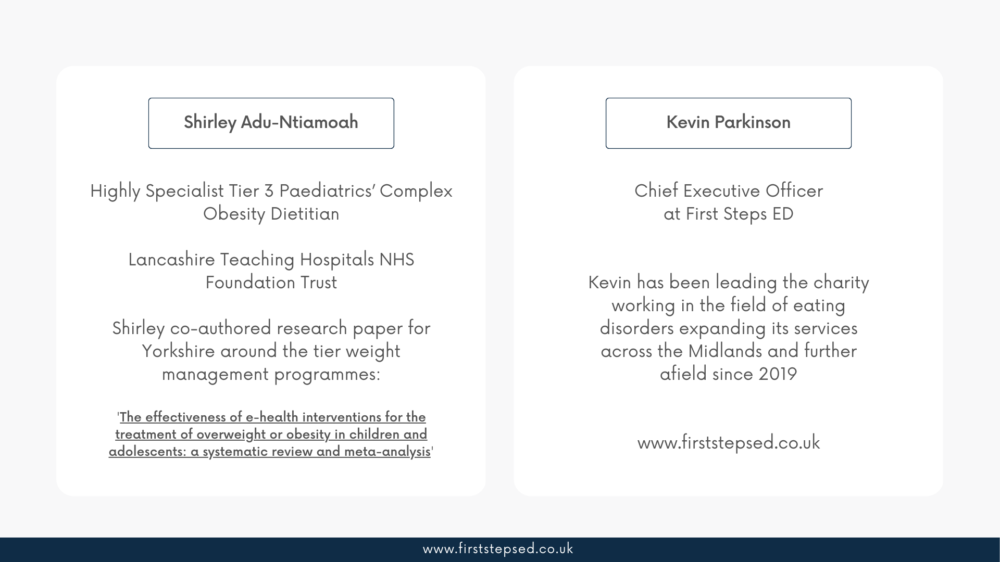 Shirley Adu-Ntiamoah
Highly Specialist Tier 3 Paediatrics’ Complex
Obesity Dietitian
Lancashire Teaching Hospitals NHS
Foundation Trust
Shirley co-authored research paper for
Yorkshire around the tier weight
management programmes:
'The effectiveness of e-health interventions for the
treatment of overweight or obesity in children and
adolescents: a systematic review and meta-analysis'
Kevin Parkinson
Chief Executive Officer
at First Steps ED
Kevin has been leading the charity
working in the field of eating
disorders expanding its services
across the Midlands and further
afield since 2019
www.firststepsed.co.uk
www.firststepsed.co.uk